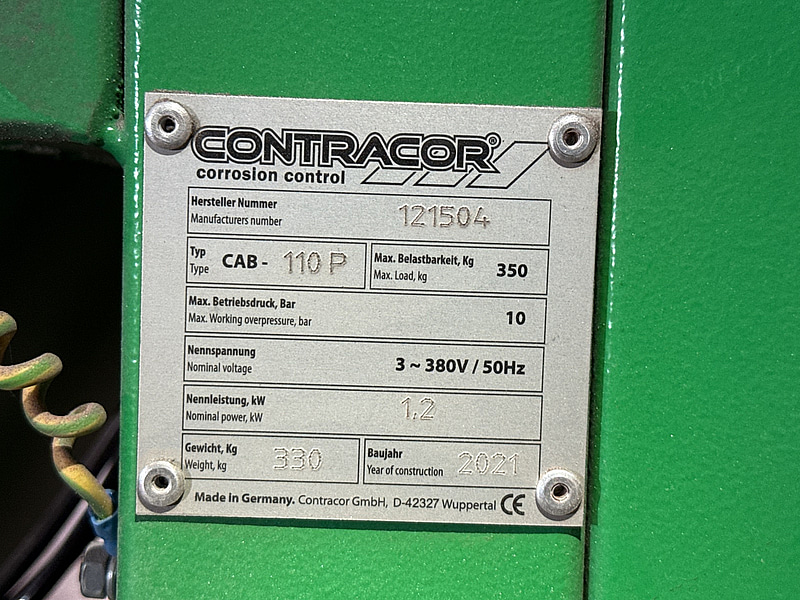 CONTRACOR®
corrosion control
Hersteller Nummer
Manufacturers number
121504
Typ
Type
CAB - 110 P
Max. Belastbarkeit, Kg
Max. Load, kg
350
Max. Betriebsdruck, Bar
Max. Working overpressure, bar
10
Nennspannung
Nominal voltage
3 ~ 380V / 50Hz
Nennleistung, kW
Nominal power, kW
1.2
Gewicht, Kg
Weight, kg
330
Baujahr
Year of construction
2021
Made in Germany. Contracor GmbH, D-42327 Wuppertal CE